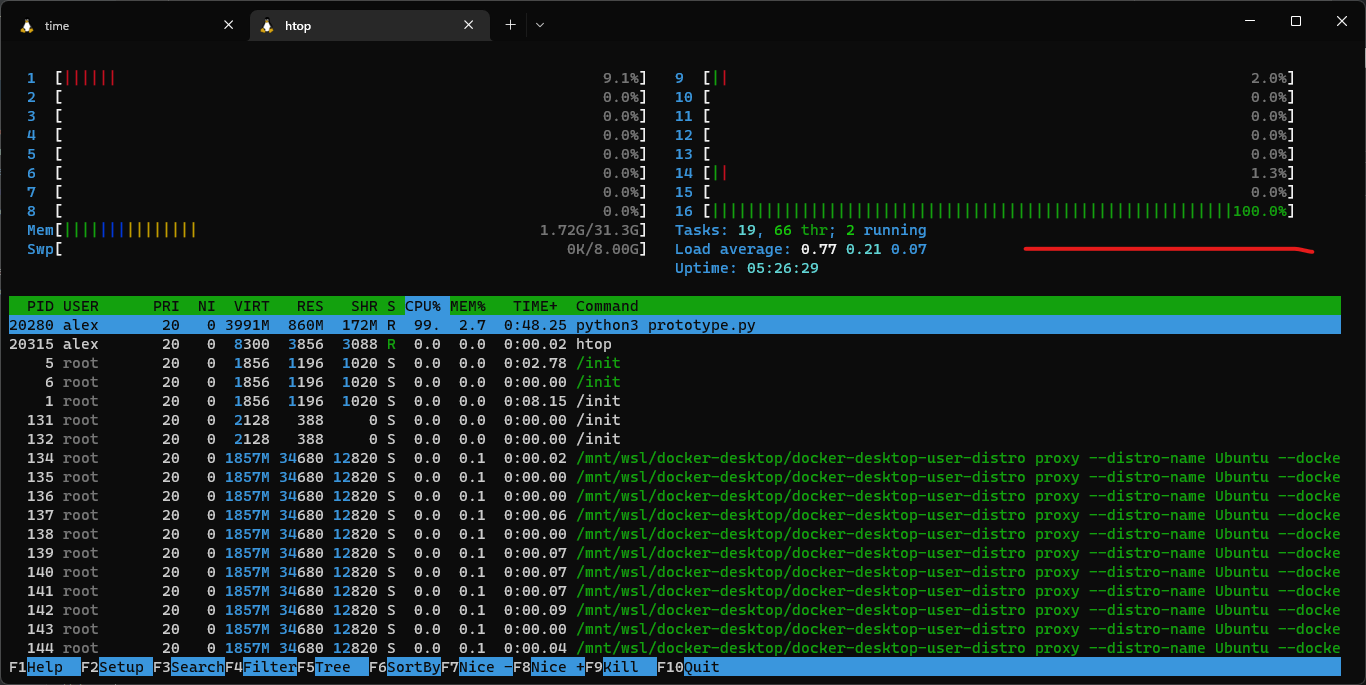 time htop
1 [|||||| 9.1%] 9 [|| 2.0%]
2 [ 0.0%] 10 [ 0.0%]
3 [ 0.0%] 11 [ 0.0%]
4 [ 0.0%] 12 [ 0.0%]
5 [ 0.0%] 13 [ 0.0%]
6 [ 0.0%] 14 [|| 1.3%]
7 [ 0.0%] 15 [ 0.0%]
8 [ 0.0%] 16 [||||||||||||||||||||||||||||||||||||||||||||||||||||||||||100.0%]
Mem[||||||||||||||| 1.72G/31.3G] Tasks: 19, 66 thr; 2 running
Swp[ 0K/8.00G] Load average: 0.77 0.21 0.07
Uptime: 05:26:29
PID USER PRI NI VIRT RES SHR S CPU% MEM% TIME+ Command
20280 alex 20 0 3991M 860M 172M R 99. 2.7 0:48.25 python3 prototype.py
20315 alex 20 0 8300 3856 3088 R 0.0 0.0 0:00.02 htop
5 root 20 0 1856 1196 1020 S 0.0 0.0 0:02.78 /init
6 root 20 0 1856 1196 1020 S 0.0 0.0 0:00.00 /init
1 root 20 0 1856 1196 1020 S 0.0 0.0 0:08.15 /init
131 root 20 0 2128 388 0 S 0.0 0.0 0:00.00 /init
132 root 20 0 2128 388 0 S 0.0 0.0 0:00.00 /init
134 root 20 0 1857M 34680 12820 S 0.0 0.1 0:00.02 /mnt/wsl/docker-desktop/docker-desktop-user-distro proxy --distro-name Ubuntu --docke
135 root 20 0 1857M 34680 12820 S 0.0 0.1 0:00.00 /mnt/wsl/docker-desktop/docker-desktop-user-distro proxy --distro-name Ubuntu --docke
136 root 20 0 1857M 34680 12820 S 0.0 0.1 0:00.00 /mnt/wsl/docker-desktop/docker-desktop-user-distro proxy --distro-name Ubuntu --docke
137 root 20 0 1857M 34680 12820 S 0.0 0.1 0:00.06 /mnt/wsl/docker-desktop/docker-desktop-user-distro proxy --distro-name Ubuntu --docke
138 root 20 0 1857M 34680 12820 S 0.0 0.1 0:00.00 /mnt/wsl/docker-desktop/docker-desktop-user-distro proxy --distro-name Ubuntu --docke
139 root 20 0 1857M 34680 12820 S 0.0 0.1 0:00.07 /mnt/wsl/docker-desktop/docker-desktop-user-distro proxy --distro-name Ubuntu --docke
140 root 20 0 1857M 34680 12820 S 0.0 0.1 0:00.07 /mnt/wsl/docker-desktop/docker-desktop-user-distro proxy --distro-name Ubuntu --docke
141 root 20 0 1857M 34680 12820 S 0.0 0.1 0:00.07 /mnt/wsl/docker-desktop/docker-desktop-user-distro proxy --distro-name Ubuntu --docke
142 root 20 0 1857M 34680 12820 S 0.0 0.1 0:00.09 /mnt/wsl/docker-desktop/docker-desktop-user-distro proxy --distro-name Ubuntu --docke
143 root 20 0 1857M 34680 12820 S 0.0 0.1 0:00.00 /mnt/wsl/docker-desktop/docker-desktop-user-distro proxy --distro-name Ubuntu --docke
144 root 20 0 1857M 34680 12820 S 0.0 0.1 0:00.04 /mnt/wsl/docker-desktop/docker-desktop-user-distro proxy --distro-name Ubuntu --docke
F1Help F2Setup F3SearchF4FilterF5Tree F6SortByF7Nice -F8Nice +F9Kill F10Quit